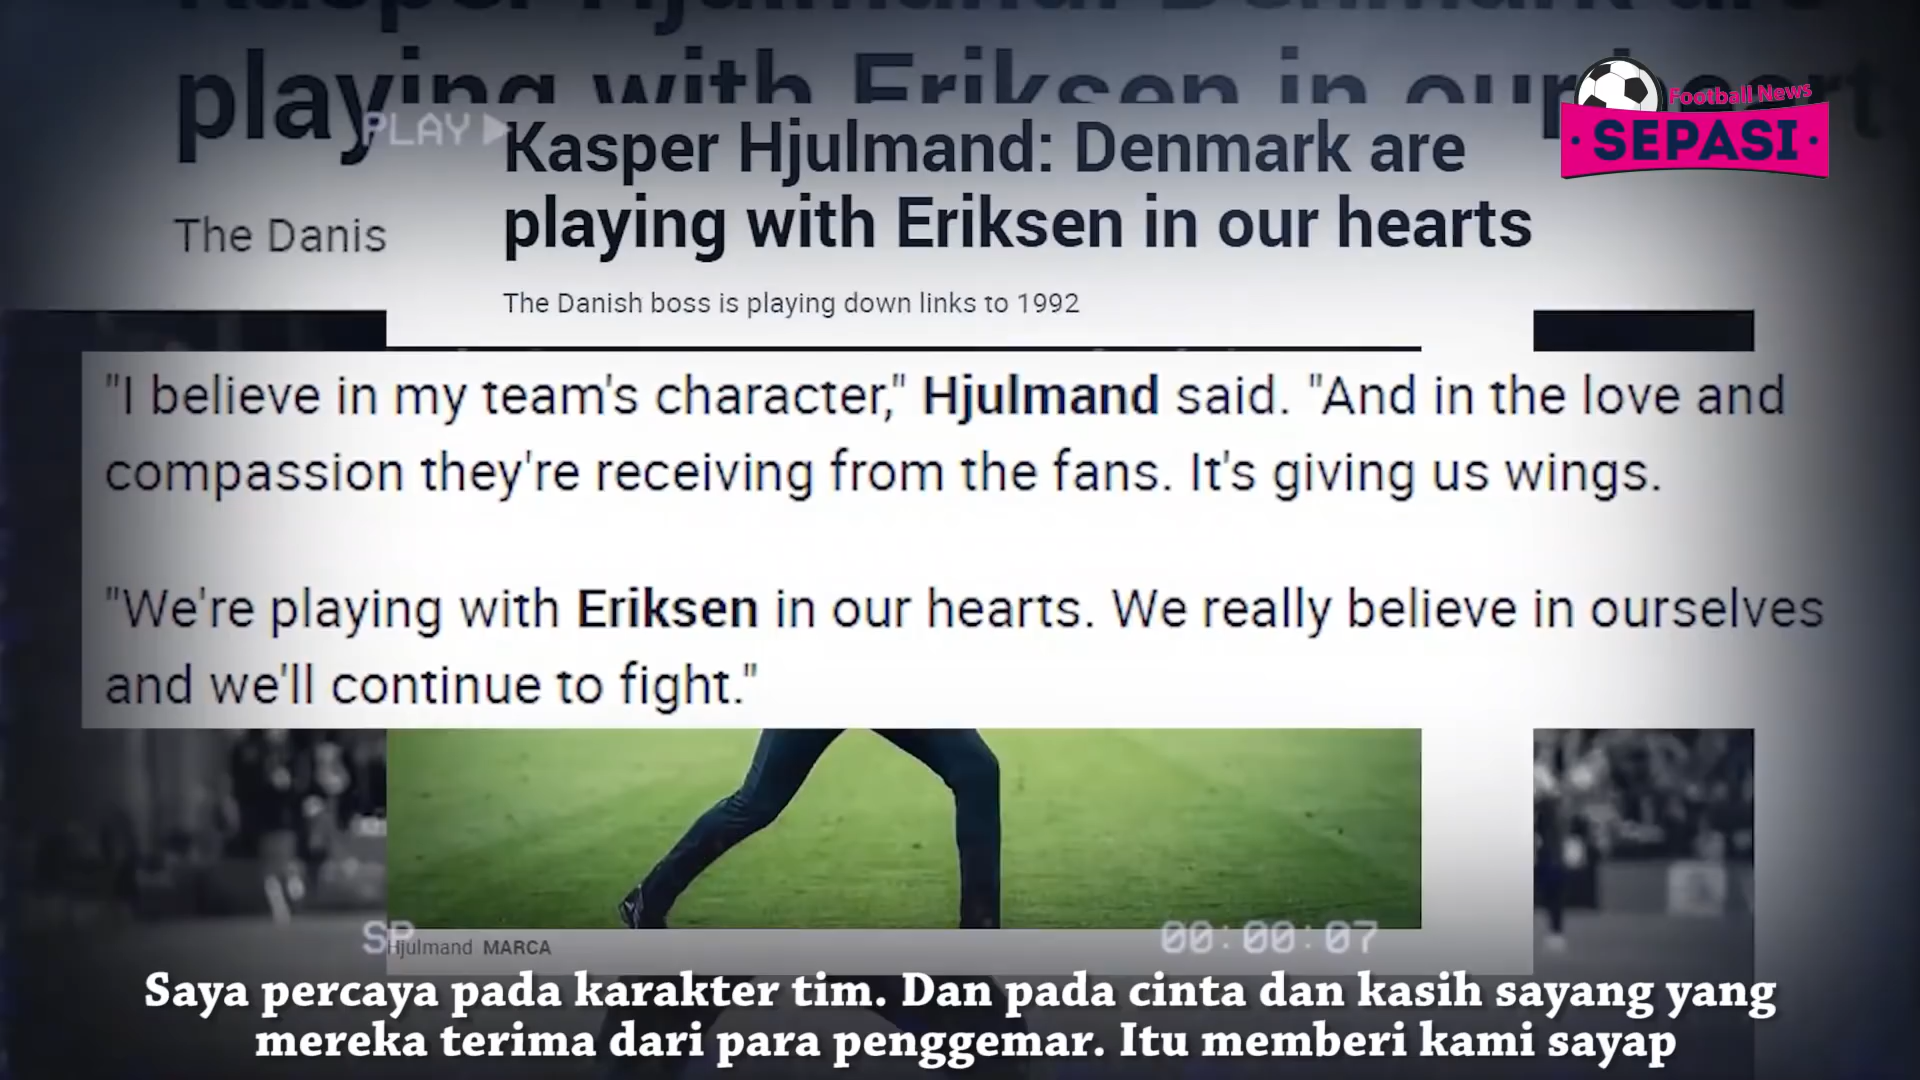 playing with Eriksen in our heart
Football News
SEPASI
PLAY
Kasper Hjulmand: Denmark are
playing with Eriksen in our hearts
The Danis
The Danish boss is playing down links to 1992
"I believe in my team's character," Hjulmand said. "And in the love and
compassion they're receiving from the fans. It's giving us wings.
"We're playing with Eriksen in our hearts. We really believe in ourselves
and we'll continue to fight."
SP
00:00:07
Hjulmand MARCA
Saya percaya pada karakter tim. Dan pada cinta dan kasih sayang yang
mereka terima dari para penggemar. Itu memberi kami sayap